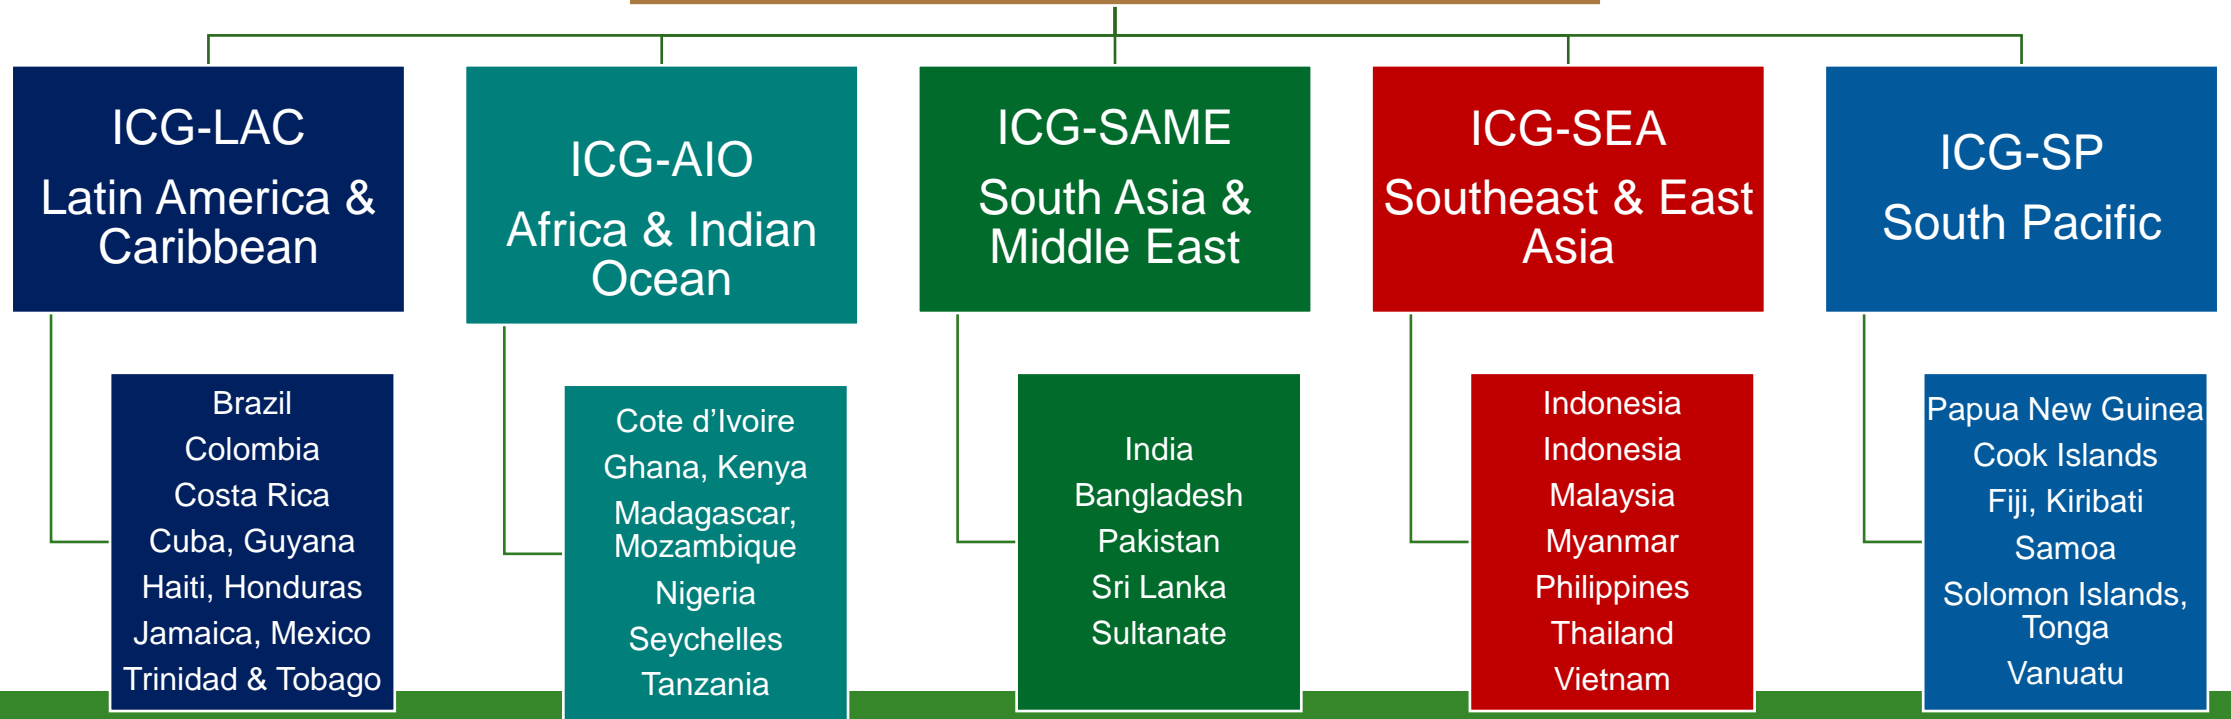 ICG-LAC
Latin America &
Caribbean
Brazil
Colombia
Costa Rica
Cuba, Guyana
Haiti, Honduras
Jamaica, Mexico
Trinidad & Tobago
ICG-AIO
Africa & Indian
Ocean
Cote d’Ivoire
Ghana, Kenya
Madagascar,
Mozambique
Nigeria
Seychelles
Tanzania
ICG-SAME
South Asia &
Middle East
India
Bangladesh
Pakistan
Sri Lanka
Sultanate
ICG-SEA
Southeast & East
Asia
Indonesia
Indonesia
Malaysia
Myanmar
Philippines
Thailand
Vietnam
ICG-SP
South Pacific
Papua New Guinea
Cook Islands
Fiji, Kiribati
Samoa
Solomon Islands,
Tonga
Vanuatu